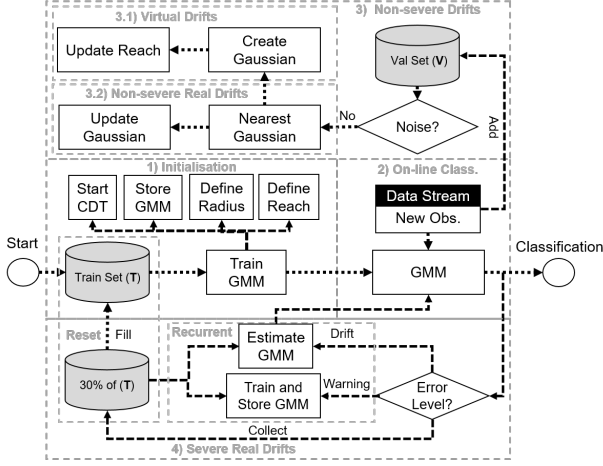 3.1) Virtual Drifts
3) Non-severe Drifts
Update Reach
Create
Gaussian
Val Set (V)
3.2) Non-severe Real Drifts
Update
Gaussian
Nearest
Gaussian
No
Noise?
Add
1) Initialisation
2) On-line Class.
Start
CDT
Store
GMM
Define
Radius
Define
Reach
Data Stream
New Obs.
Start
Train Set (T)
Train
GMM
GMM
Classification
Reset
Fill
Recurrent
Estimate
GMM
Drift
30% of (T)
Train and
Store GMM
Warning
Error
Level?
Collect
4) Severe Real Drifts